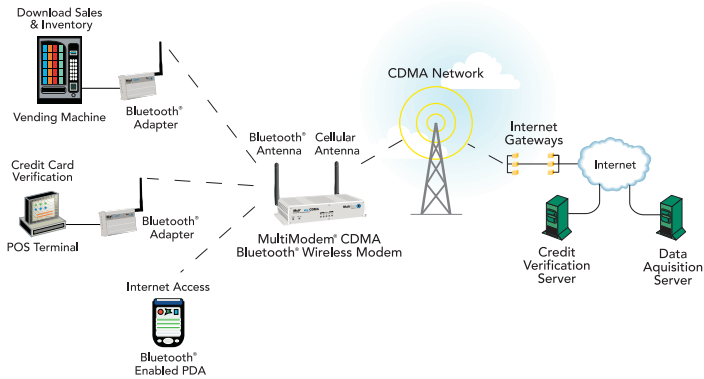 Download Sales
& Inventory
Vending Machine
Bluetooth®
Adapter
Credit Card
Verification
POS Terminal
Bluetooth®
Adapter
Internet Access
Bluetooth®
Enabled PDA
Bluetooth®
Antenna
Cellular
Antenna
MultiModem® CDMA
Bluetooth® Wireless Modem
CDMA Network
Internet
Gateways
Internet
Credit
Verification
Server
Data
Aquisition
Server